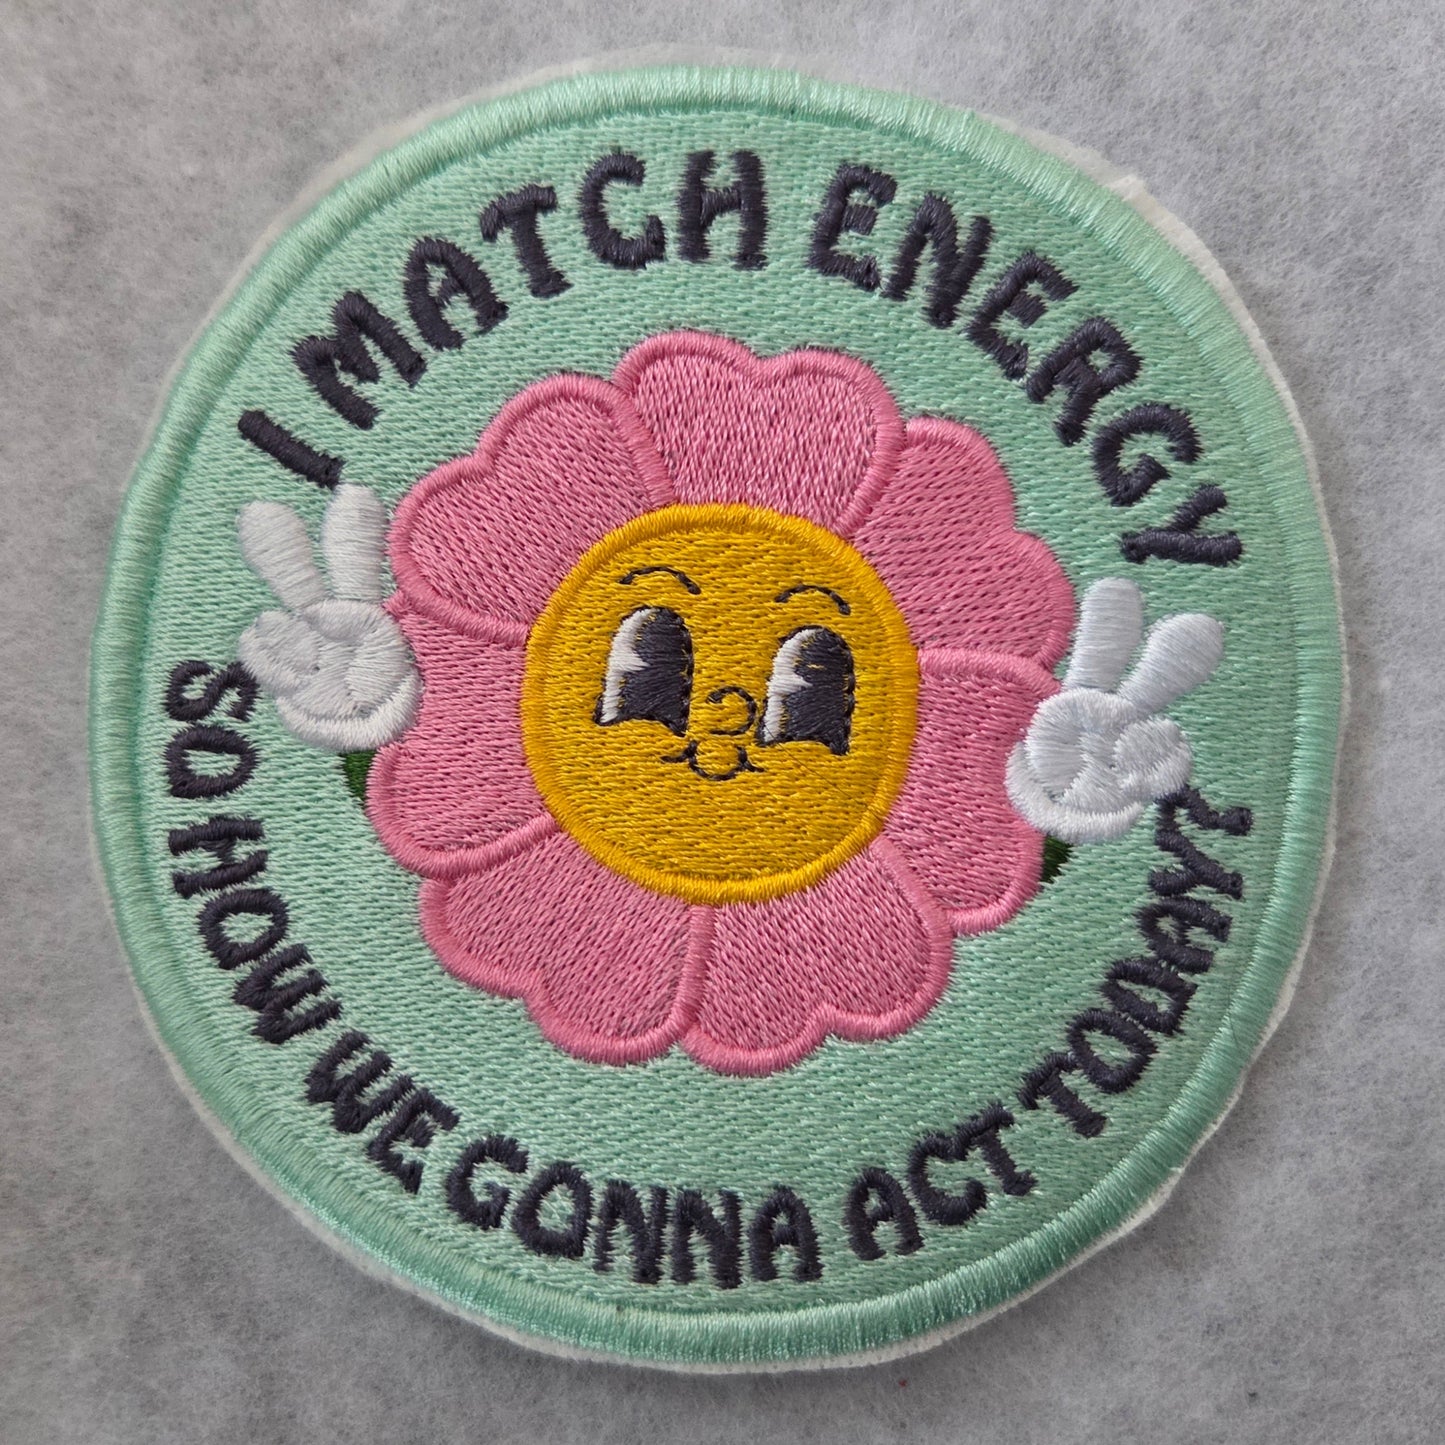 I MATCH ENERGY
SO HOW WE GONNA ACT TODAY?